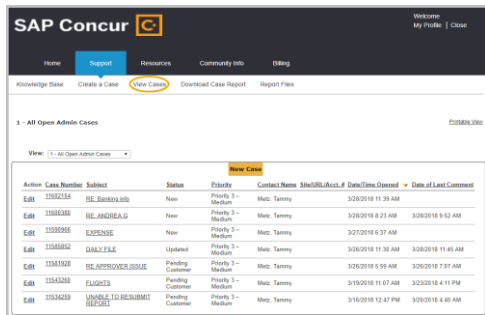 SAP Concur C
Welcome
My Profile | Close
Home Support Resources Community Info Billing
Knowledge Base Create a Case View Cases Download Case Report Report Files
1 - All Open Admin Cases Printable View
View: 1 - All Open Admin Cases
New Case
Action Case Number Subject Status Priority Contact Name Site/URL/Acct. # Date/Time Opened Date of Last Comment
Edit 11602154 RE: Banking Info New Priority 3 – Medium Metz, Tammy 3/28/2018 11:39 AM
Edit 11600380 RE: ANDREA G New Priority 3 – Medium Metz, Tammy 3/28/2018 8:23 AM 3/28/2018 9:52 AM
Edit 11598966 EXPENSE New Priority 3 – Medium Metz, Tammy 3/27/2018 6:37 AM
Edit 11585052 DAILY FILE Updated Priority 3 – Medium Metz, Tammy 3/26/2018 11:38 AM 3/28/2018 11:45 AM
Edit 11581928 RE APPROVER ISSUE Pending Customer Priority 3 – Medium Metz, Tammy 3/26/2018 5:59 AM 3/26/2018 7:07 AM
Edit 11543260 FLIGHTS Pending Customer Priority 3 – Medium Metz, Tammy 3/19/2018 11:07 AM 3/23/2018 4:11 PM
Edit 11534259 UNABLE TO RESUBMIT REPORT Pending Customer Priority 3 – Medium Metz, Tammy 3/16/2018 12:47 PM 3/20/2018 4:40 AM